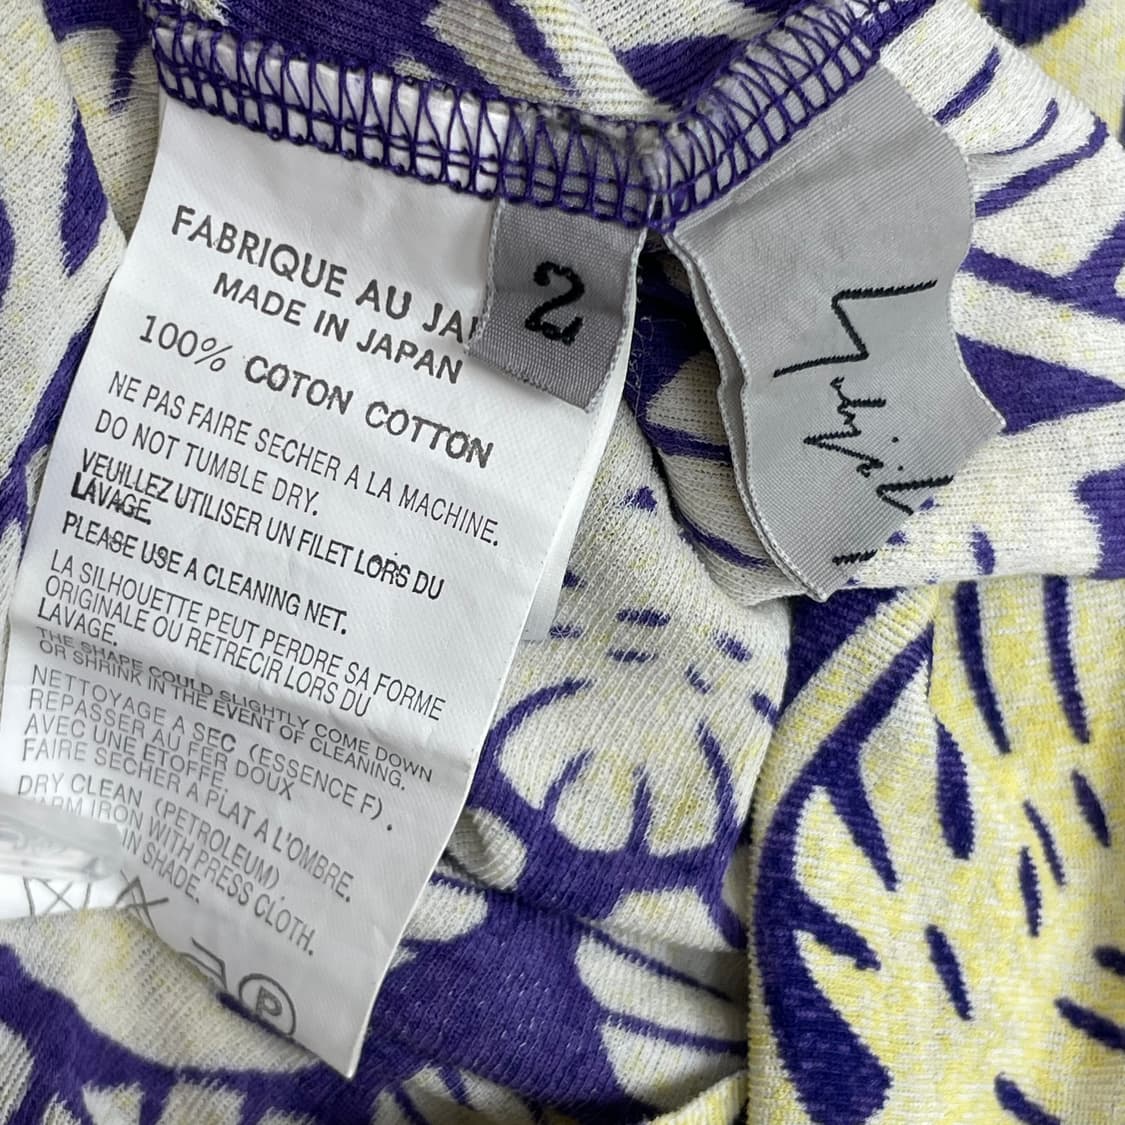 FABRIQUE AU
MADE IN JAPAN
100% COTON COTTON
NE PAS FAIRE SECHER A LA MACHINE.
DO NOT TUMBLE DRY.
VEUILLEZ UTILISER UN FILET LORS DU
LAVAGE.
PLEASE USE A CLEANING NET.
LA SILHOUETTE PEUT PERDRE SA FORME
ORIGINALE OU RETRECIR LORS DU
LAVAGE.
THE SHAPE COULD SLIGHTLY COME DOWN
OR SHRINK IN THE EVENT OF CLEANING.
NETTOYAGE A SEC (ESSENCE F).
REPASSER AU FER DOUX
AVEC UNE ETOFFE.
FAIRE SECHER A PLAT A L'OMBRE.
DRY CLEAN (PETROLEUM)
IRON WITH PRESS CLOTH.
IN SHADE.
P
2